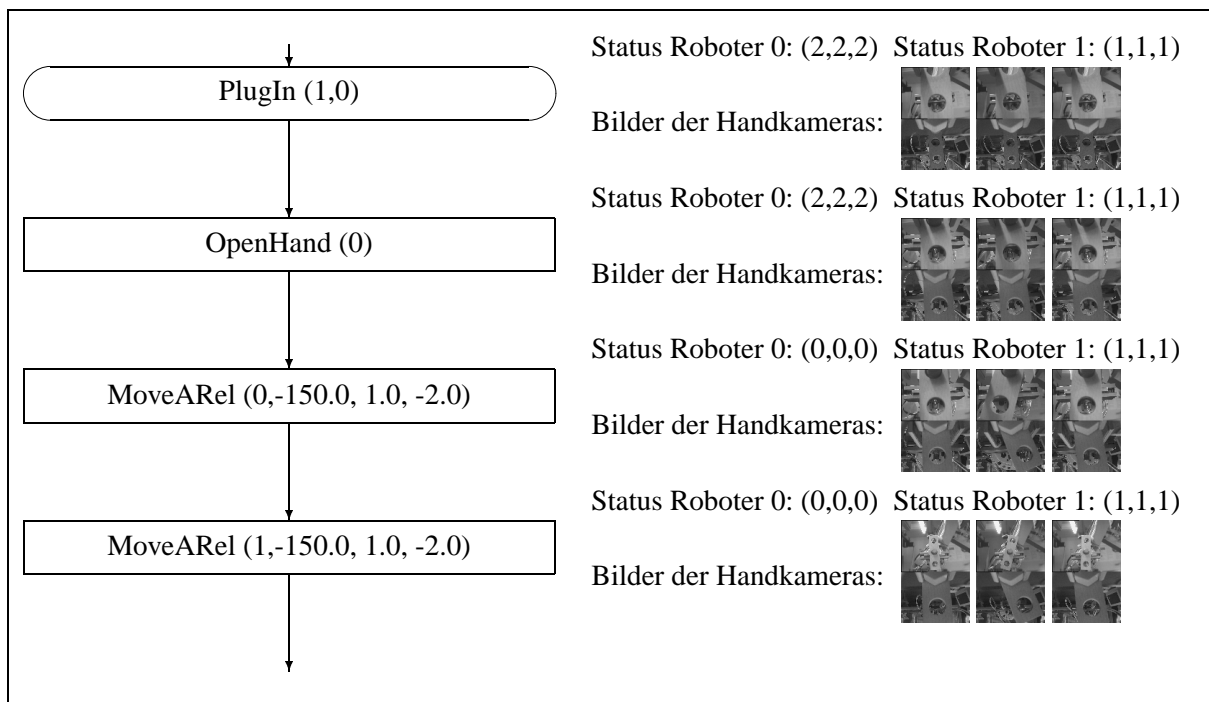 Status Roboter 0: (2,2,2) Status Roboter 1: (1,1,1)
PlugIn (1,0)
Bilder der Handkameras:
Status Roboter 0: (2,2,2) Status Roboter 1: (1,1,1)
OpenHand (0)
Bilder der Handkameras:
Status Roboter 0: (0,0,0) Status Roboter 1: (1,1,1)
MoveARel (0,-150.0, 1.0, -2.0)
Bilder der Handkameras:
Status Roboter 0: (0,0,0) Status Roboter 1: (1,1,1)
MoveARel (1,-150.0, 1.0, -2.0)
Bilder der Handkameras: